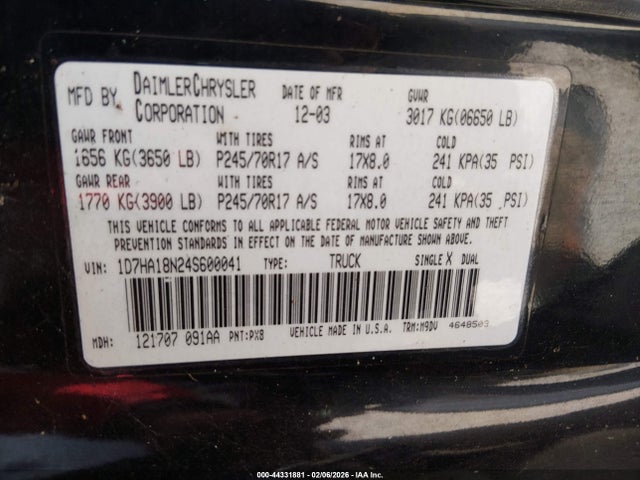 MFD BY DAIMLERCHRYSLER CORPORATION DATE OF MFR 12-03 GVWR 3017 KG(06650 LB)
GAWR FRONT WITH TIRES RIMS AT COLD
1656 KG(3650 LB) P245/70R17 A/S 17X8.0 241 KPA(35 PSI)
GAWR REAR WITH TIRES RIMS AT COLD
1770 KG(3900 LB) P245/70R17 A/S 17X8.0 241 KPA(35 PSI)
THIS VEHICLE CONFORMS TO ALL APPLICABLE FEDERAL MOTOR VEHICLE SAFETY AND THEFT
PREVENTION STANDARDS IN EFFECT ON THE DATE OF MANUFACTURE SHOWN ABOVE.
VIN: 1D7HA18N24S600041 TYPE: TRUCK SINGLE X DUAL
MDH: 121707 091AA PNT:PX8 VEHICLE MADE IN U.S.A. TRM:M9DV 4648503
000-44331881 - 02/06/2026 - IAA Inc.